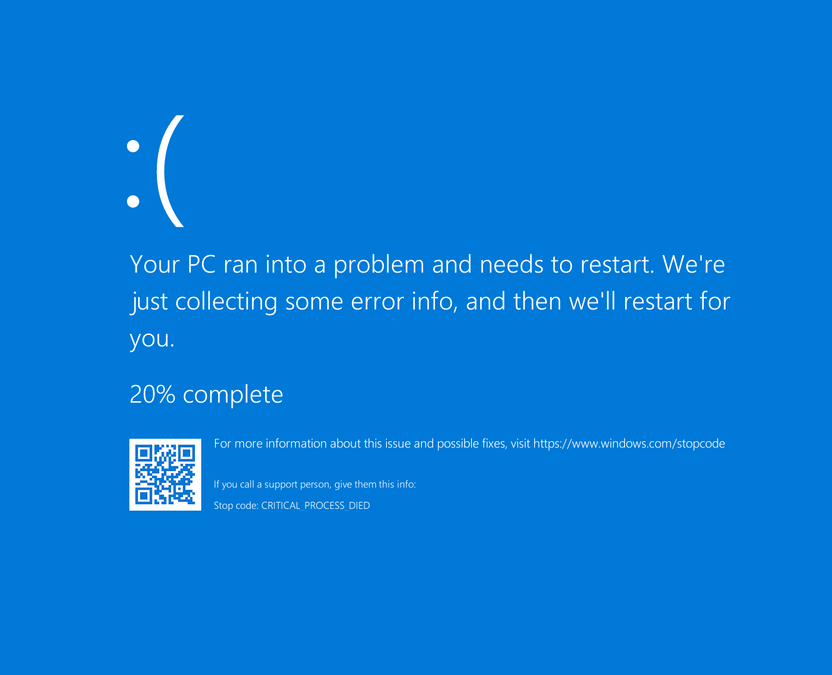 :(
Your PC ran into a problem and needs to restart. We're
just collecting some error info, and then we'll restart for
you.
20% complete
For more information about this issue and possible fixes, visit https://www.windows.com/stopcode
If you call a support person, give them this info:
Stop code: CRITICAL_PROCESS_DIED